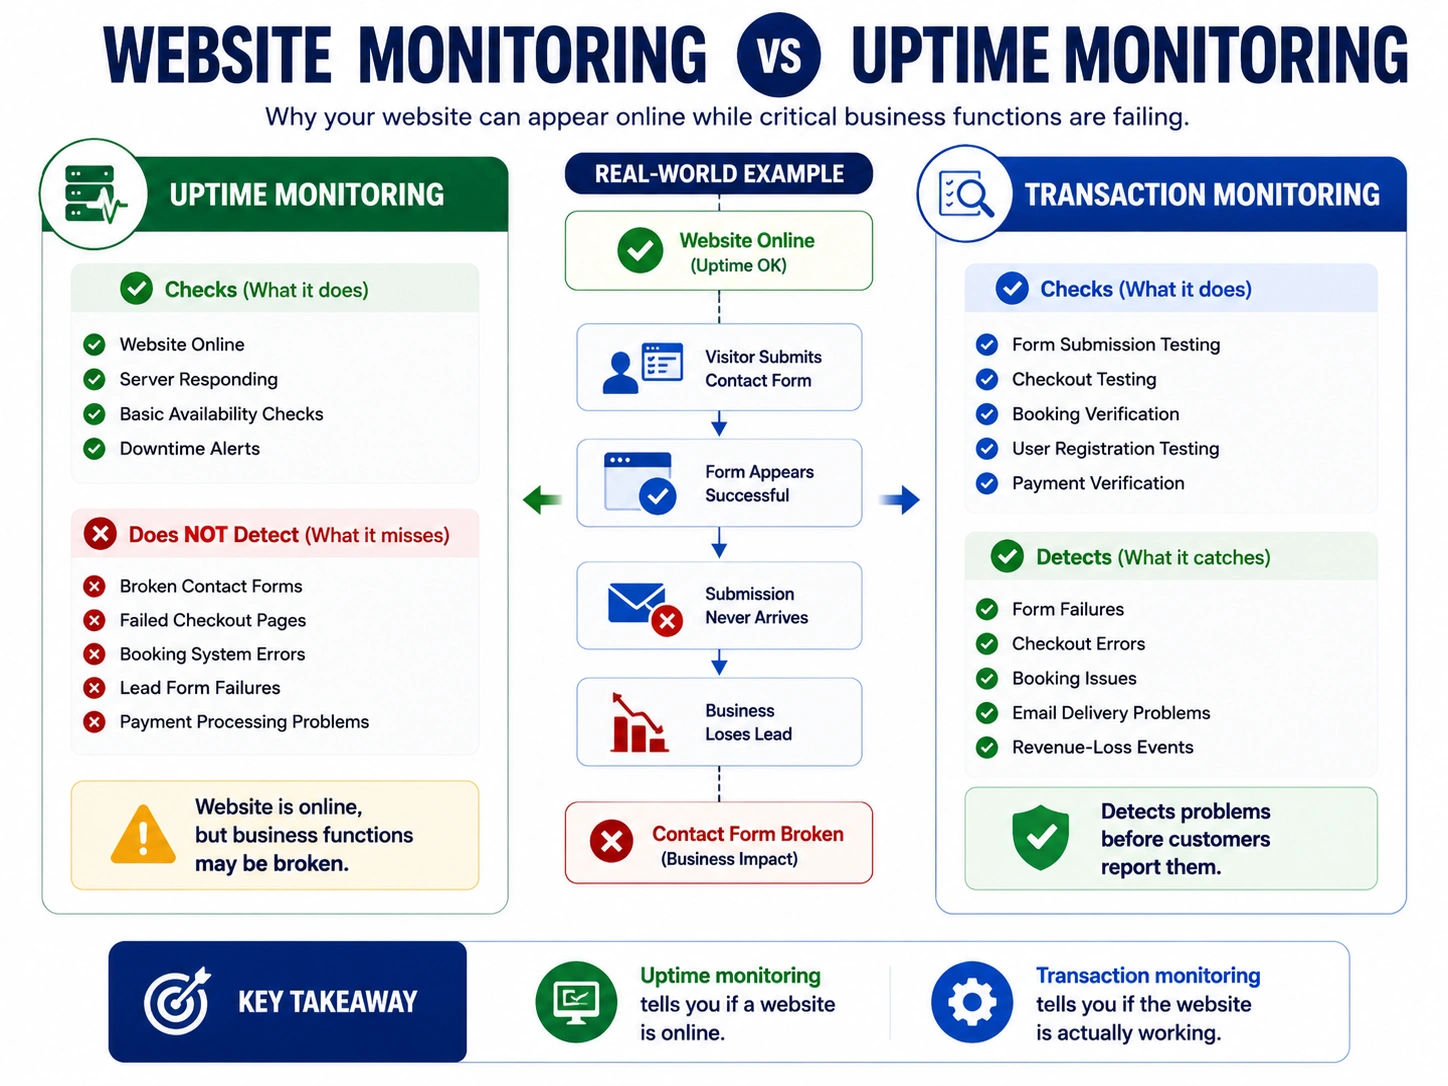 WEBSITE MONITORING VS UPTIME MONITORING
Why your website can appear online while critical business functions are failing.
UPTIME MONITORING
Checks (What it does)
Website Online
Server Responding
Basic Availability Checks
Downtime Alerts
Does NOT Detect (What it misses)
Broken Contact Forms
Failed Checkout Pages
Booking System Errors
Lead Form Failures
Payment Processing Problems
Website is online,
but business functions
may be broken.
REAL-WORLD EXAMPLE
Website Online
(Uptime OK)
Visitor Submits
Contact Form
Form Appears
Successful
Submission
Never Arrives
Business
Loses Lead
Contact Form Broken
(Business Impact)
TRANSACTION MONITORING
Checks (What it does)
Form Submission Testing
Checkout Testing
Booking Verification
User Registration Testing
Payment Verification
Detects (What it catches)
Form Failures
Checkout Errors
Booking Issues
Email Delivery Problems
Revenue-Loss Events
Detects problems
before customers
report them.
KEY TAKEAWAY
Uptime monitoring
tells you if a website
is online.
Transaction monitoring
tells you if the website
is actually working.